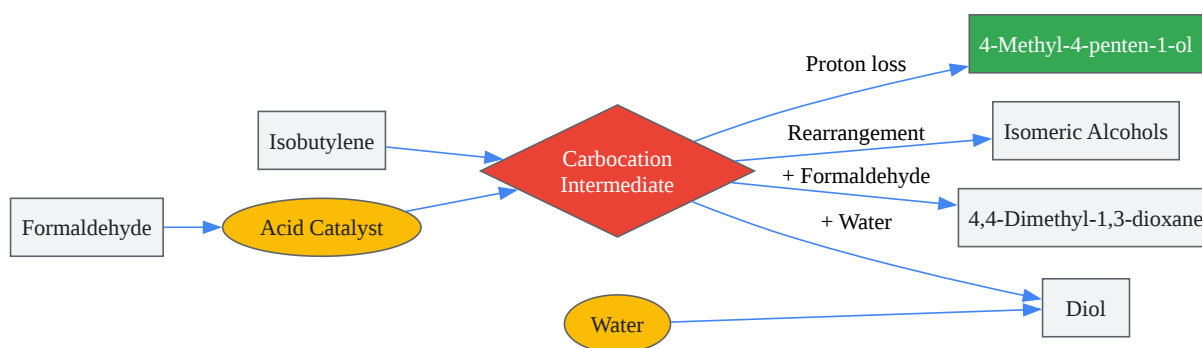 Formaldehyde
Acid Catalyst
Isobutylene
Carbocation
Intermediate
Water
Proton loss
Rearrangement
+ Formaldehyde
+ Water
4-Methyl-4-penten-1-ol
Isomeric Alcohols
4,4-Dimethyl-1,3-dioxane
Diol